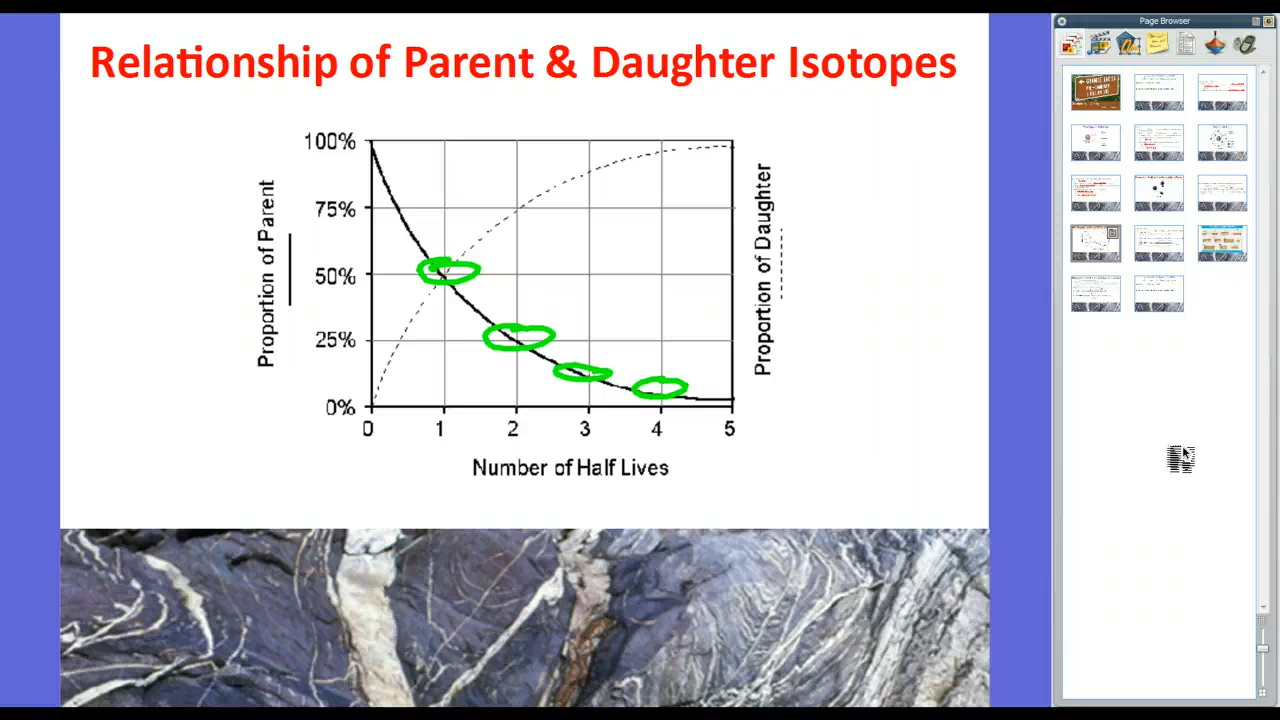 Relationship of Parent & Daughter Isotopes
Page Browser
100%
75%
50%
25%
0%
Proportion of Parent
Proportion of Daughter
0 1 2 3 4 5
Number of Half Lives